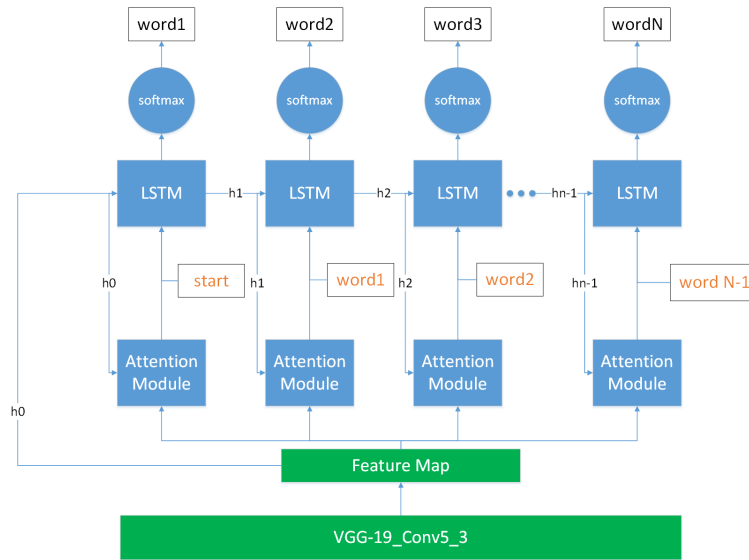 word1
word2
word3
wordN
softmax
softmax
softmax
softmax
LSTM
h1
LSTM
h2
LSTM
hn-1
LSTM
h0
start
h1
word1
h2
word2
hn-1
word N-1
Attention
Module
Attention
Module
Attention
Module
Attention
Module
h0
Feature Map
VGG-19_Conv5_3